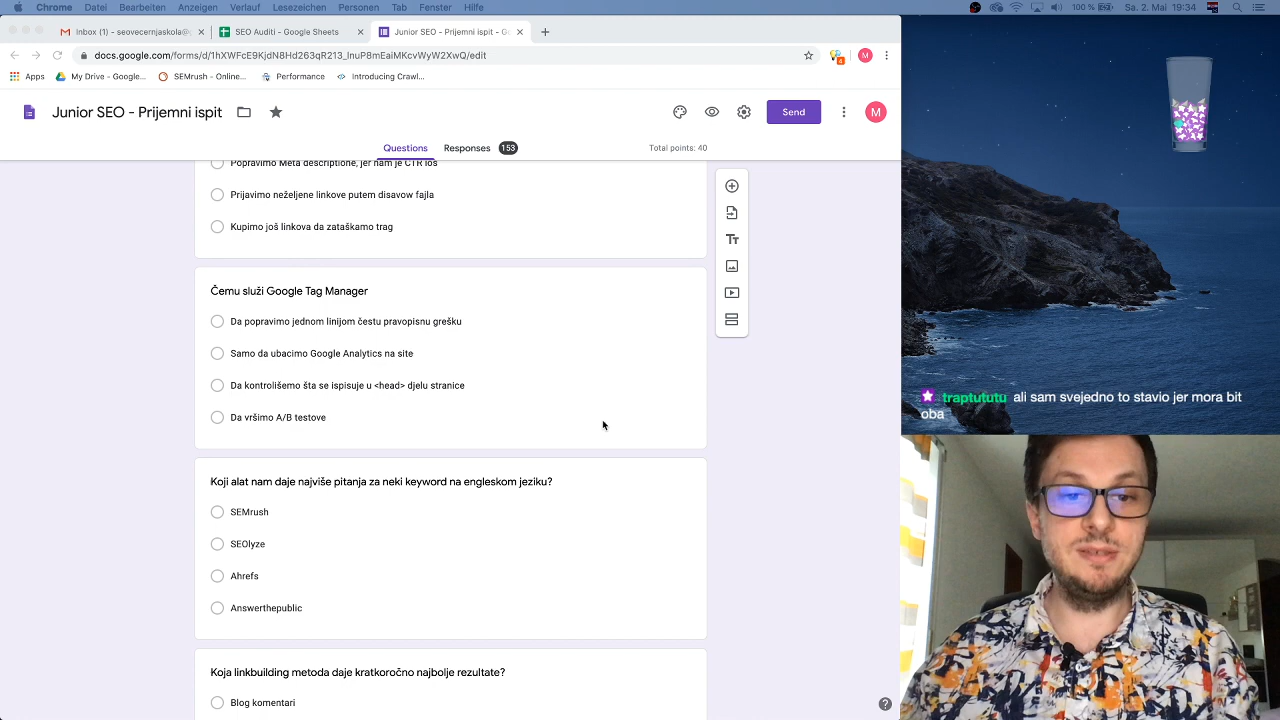 Chrome Datei Bearbeiten Anzeigen Verlauf Lesezeichen Personen Tab Fenster Hilfe 100 % Sa. 2. Mai 19:34
Inbox (1) - seovecernjaskola@ SEO Auditi - Google Sheets Junior SEO - Prijemni ispit - Go
docs.google.com/forms/d/1hXWFcE9KjdN8Hd263qR213_lnuP8mEaiMKcvWyW2XwQ/edit
Apps My Drive - Google... SEMrush - Online... Performance Introducing Crawl...
Junior SEO - Prijemni ispit Send M
Questions Responses 153 Total points: 40
Popravimo Meta descriptione, jer nam je CTR loš
Prijavimo neželjene linkove putem disavow fajla
Kupimo još linkova da zataškamo trag
Čemu služi Google Tag Manager
Da popravimo jednom linijom čestu pravopisnu grešku
Samo da ubacimo Google Analytics na site
Da kontrolišemo šta se ispisuje u <head> djelu stranice
Da vršimo A/B testove
Koji alat nam daje najviše pitanja za neki keyword na engleskom jeziku?
SEMrush
SEOlyze
Ahrefs
Answerthepublic
Koja linkbuilding metoda daje kratkoročno najbolje rezultate?
Blog komentari
traptututu ali sam svejedno to stavio jer mora bit
oba